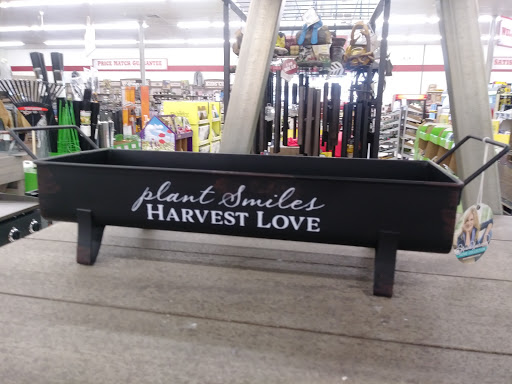 PRICE MATCH GUARANTEE
plant Smiles
HARVEST LOVE